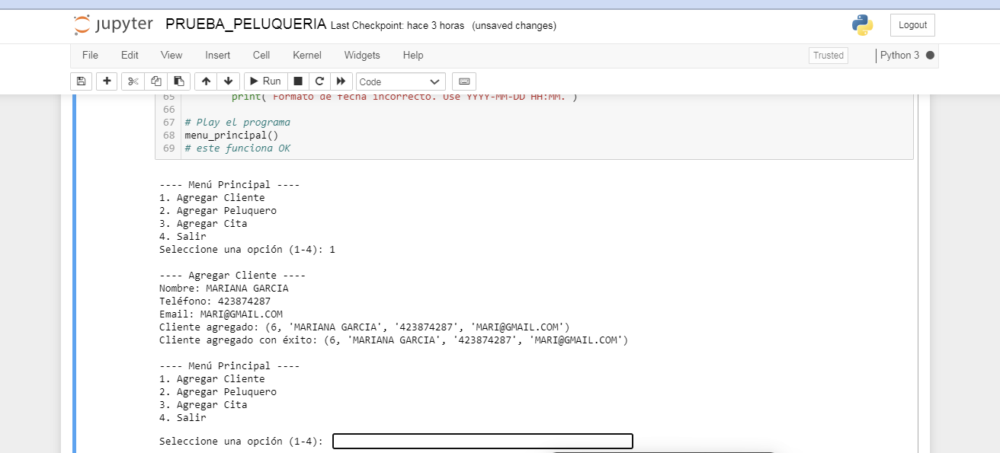 jupyter PRUEBA_PELUQUERIA Last Checkpoint: hace 3 horas (unsaved changes) Logout
File Edit View Insert Cell Kernel Widgets Help Trusted Python 3
Run Code
65 print("Formato de fecha incorrecto. Use YYYY-MM-DD HH:MM.")
66
67 # Play el programa
68 menu_principal()
69 # este funciona OK
---- Menú Principal ----
1. Agregar Cliente
2. Agregar Peluquero
3. Agregar Cita
4. Salir
Seleccione una opción (1-4): 1
---- Agregar Cliente ----
Nombre: MARIANA GARCIA
Teléfono: 423874287
Email: MARI@GMAIL.COM
Cliente agregado: (6, 'MARIANA GARCIA', '423874287', 'MARI@GMAIL.COM')
Cliente agregado con éxito: (6, 'MARIANA GARCIA', '423874287', 'MARI@GMAIL.COM')
---- Menú Principal ----
1. Agregar Cliente
2. Agregar Peluquero
3. Agregar Cita
4. Salir
Seleccione una opción (1-4):